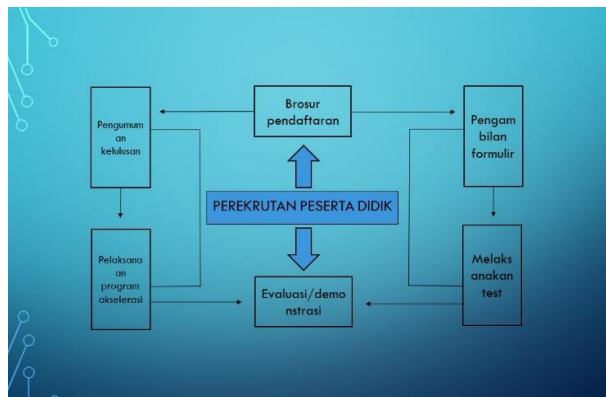 Brosur
pendaftaran
Pengumum
an
kelulusan
Pengam
bilan
formulir
PEREKRUTAN PESERTA DIDIK
Pelaksana
an
program
akselerasi
Evaluasi/demo
nstrasi
Melaks
anakan
test